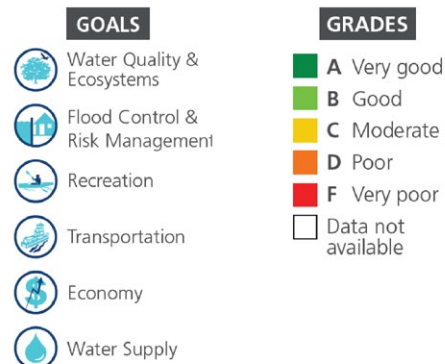 GOALS
Water Quality &
Ecosystems
Flood Control &
Risk Management
Recreation
Transportation
Economy
Water Supply
GRADES
A Very good
B Good
C Moderate
D Poor
F Very poor
Data not
available